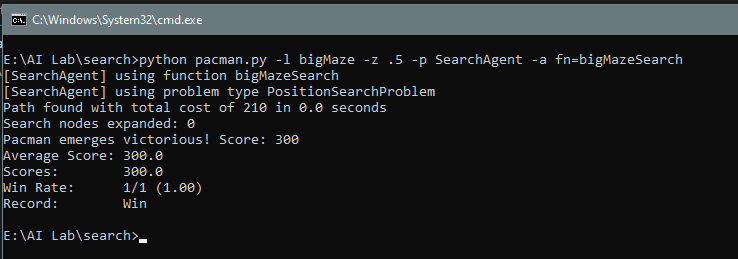 C:\Windows\System32\cmd.exe
E:\AI Lab\search>python pacman.py -l bigMaze -z .5 -p SearchAgent -a fn=bigMazeSearch
[SearchAgent] using function bigMazeSearch
[SearchAgent] using problem type PositionSearchProblem
Path found with total cost of 210 in 0.0 seconds
Search nodes expanded: 0
Pacman emerges victorious! Score: 300
Average Score: 300.0
Scores:        300.0
Win Rate:      1/1 (1.00)
Record:        Win
E:\AI Lab\search>